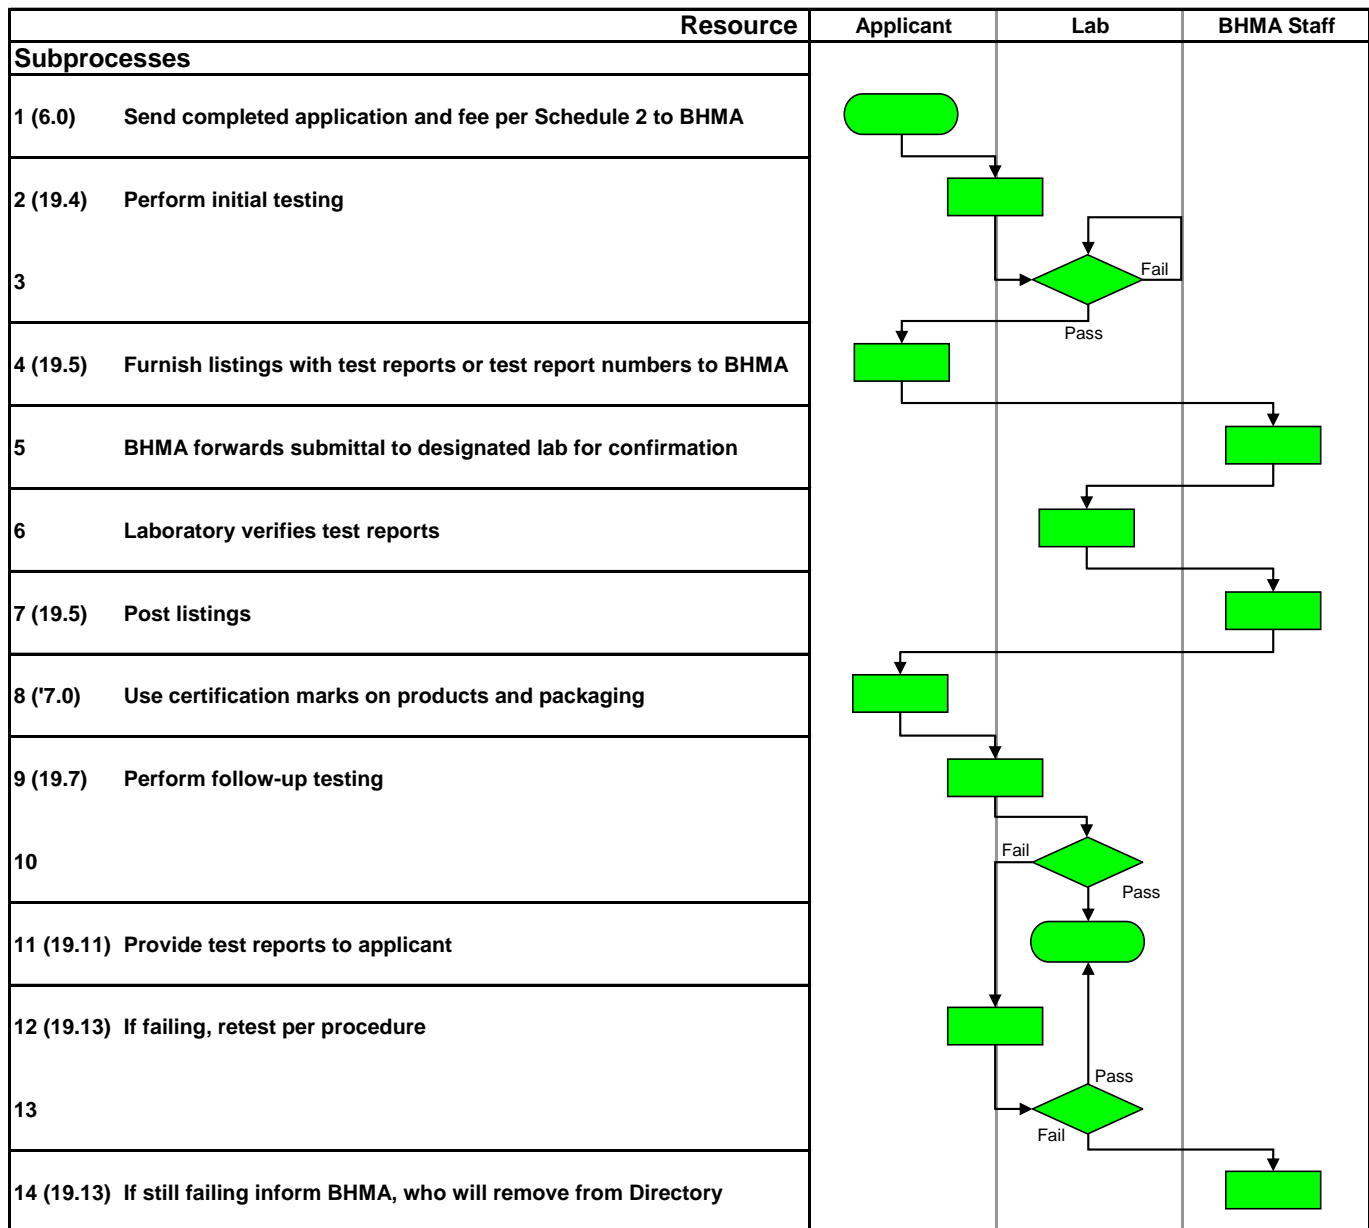 Resource Applicant Lab BHMA Staff
Subprocesses
1 (6.0) Send completed application and fee per Schedule 2 to BHMA
2 (19.4) Perform initial testing
3 Fail
Pass
4 (19.5) Furnish listings with test reports or test report numbers to BHMA
5 BHMA forwards submittal to designated lab for confirmation
6 Laboratory verifies test reports
7 (19.5) Post listings
8 ('7.0) Use certification marks on products and packaging
9 (19.7) Perform follow-up testing
10 Fail
Pass
11 (19.11) Provide test reports to applicant
12 (19.13) If failing, retest per procedure
Pass
13
Fail
14 (19.13) If still failing inform BHMA, who will remove from Directory